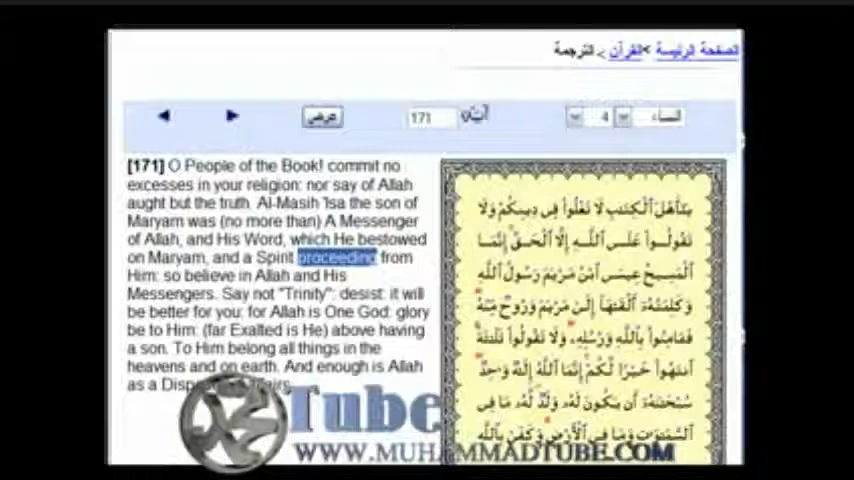 الصفحة الرئيسة > القرآن > الترجمة
النساء 4 آية 171 عرض
[171] O People of the Book! commit no
excesses in your religion: nor say of Allah
aught but the truth. Al-Masih 'Isa the son of
Maryam was (no more than) A Messenger
of Allah, and His Word, which He bestowed
on Maryam, and a Spirit proceeding from
Him: so believe in Allah and His
Messengers. Say not "Trinity": desist: it will
be better for you: for Allah is One God: glory
be to Him: (far Exalted is He) above having
a son. To Him belong all things in the
heavens and on earth. And enough is Allah
as a Disposer of affairs.
يَٰٓأَهْلَ ٱلْكِتَٰبِ لَا تَغْلُوا۟ فِى دِينِكُمْ وَلَا
تَقُولُوا۟ عَلَى ٱللَّهِ إِلَّا ٱلْحَقَّ إِنَّمَا
ٱلْمَسِيحُ عِيسَى ٱبْنُ مَرْيَمَ رَسُولُ ٱللَّهِ
وَكَلِمَتُهُۥٓ أَلْقَىٰهَآ إِلَىٰ مَرْيَمَ وَرُوحٌ مِّنْهُ
فَـَٔامِنُوا۟ بِٱللَّهِ وَرُسُلِهِۦ وَلَا تَقُولُوا۟ ثَلَٰثَةٌ
ٱنتَهُوا۟ خَيْرًا لَّكُمْ إِنَّمَا ٱللَّهُ إِلَٰهٌ وَٰحِدٌ
سُبْحَٰنَهُۥٓ أَن يَكُونَ لَهُۥ وَلَدٌ لَّهُۥ مَا فِى
ٱلسَّمَٰوَٰتِ وَمَا فِى ٱلْأَرْضِ وَكَفَىٰ بِٱللَّهِ
Tube
WWW.MUHAMMADTUBE.COM